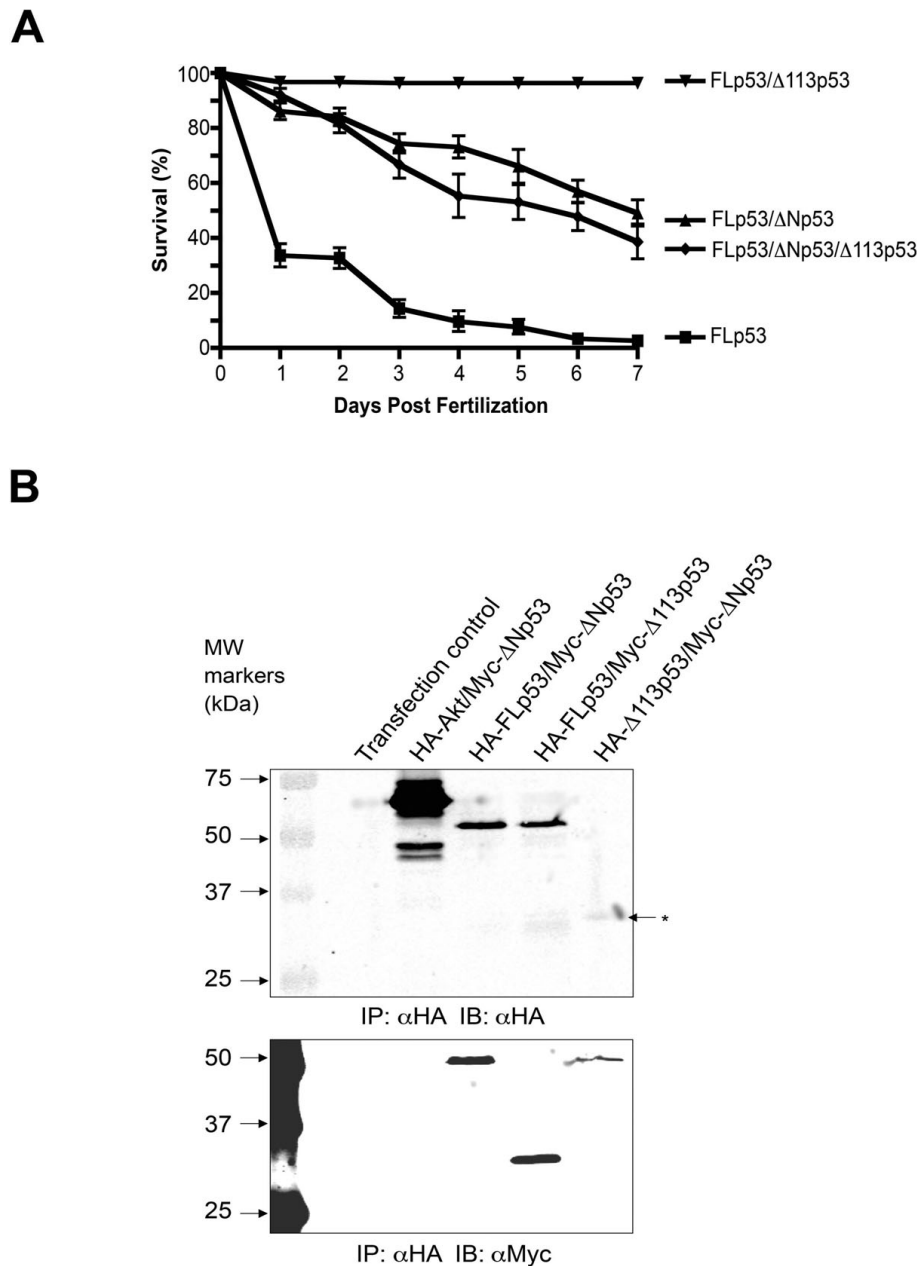 A
Survival (%)
100
80
60
40
20
0
0 1 2 3 4 5 6 7
Days Post Fertilization
FLp53/Δ113p53
FLp53/ΔNp53
FLp53/ΔNp53/Δ113p53
FLp53
B
MW
markers
(kDa)
Transfection control
HA-Akt/Myc-ΔNp53
HA-FLp53/Myc-ΔNp53
HA-FLp53/Myc-Δ113p53
HA-Δ113p53/Myc-ΔNp53
75
50
37
25
*
IP: αHA IB: αHA
50
37
25
IP: αHA IB: αMyc